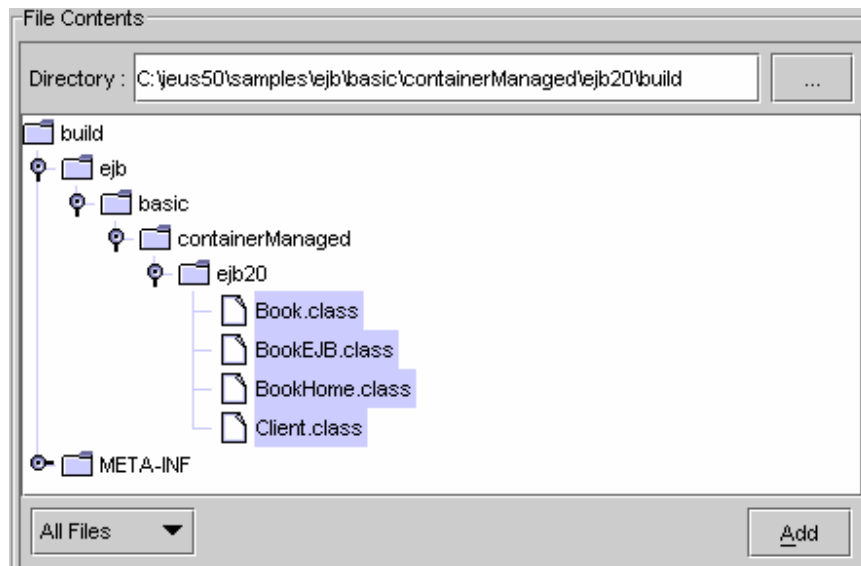 File Contents
Directory : C:\jeus50\samples\ejb\basic\containerManaged\ejb20\build ...
build
ejb
basic
containerManaged
ejb20
Book.class
BookEJB.class
BookHome.class
Client.class
META-INF
All Files Add